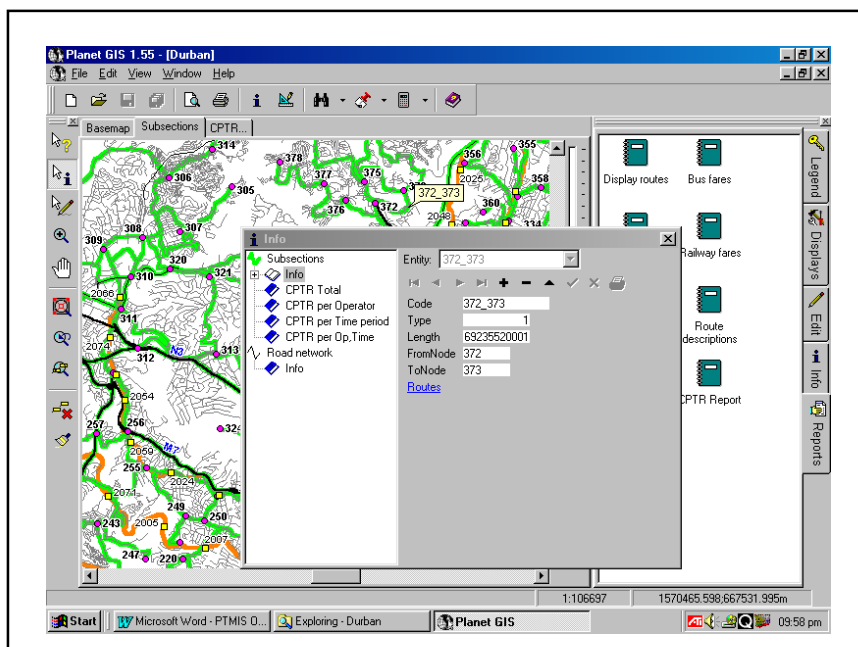 Planet GIS 1.55 - [Durban]
File Edit View Window Help
Basemap Subsections CPTR...
314
378
375
356
355
306
305
377
2025
358
372_373
376
372
360
308
307
2048
334
309
320
310
321
2066
311
2074
312
N3
313
2054
257
256
324
M7
2059
255
2024
2071
249
250
243
2005
2007
247
220
Info
Subsections
Info
CPTR Total
CPTR per Operator
CPTR per Time period
CPTR per Op,Time
Road network
Info
Entity: 372_373
Code 372_373
Type 1
Length 69235520001
FromNode 372
ToNode 373
Routes
Display routes
Bus fares
Railway fares
Route descriptions
CPTR Report
Legend
Displays
Edit
Info
Reports
1:106697 1570465.598;667531.995m
Start Microsoft Word - PTMIS O... Exploring - Durban Planet GIS ATI 09:58 pm